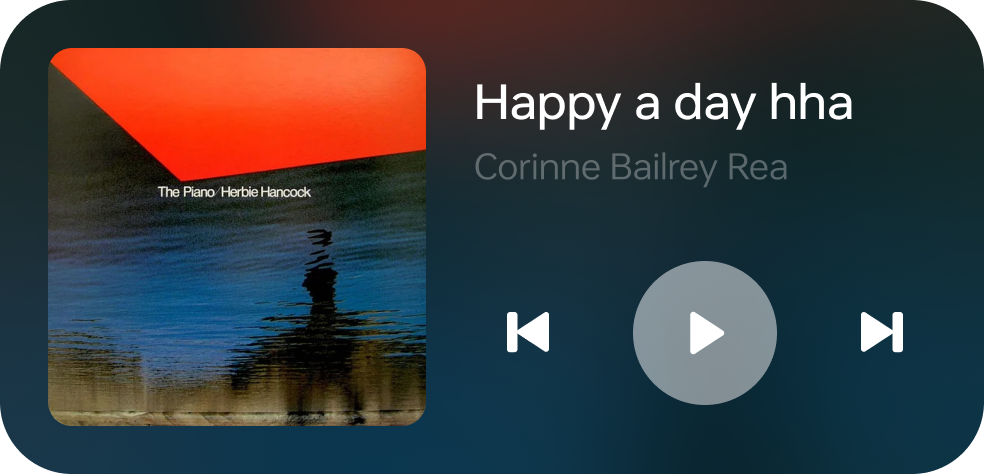 The Piano/Herbie Hancock
Happy a day hha
Corinne Bailrey Rea